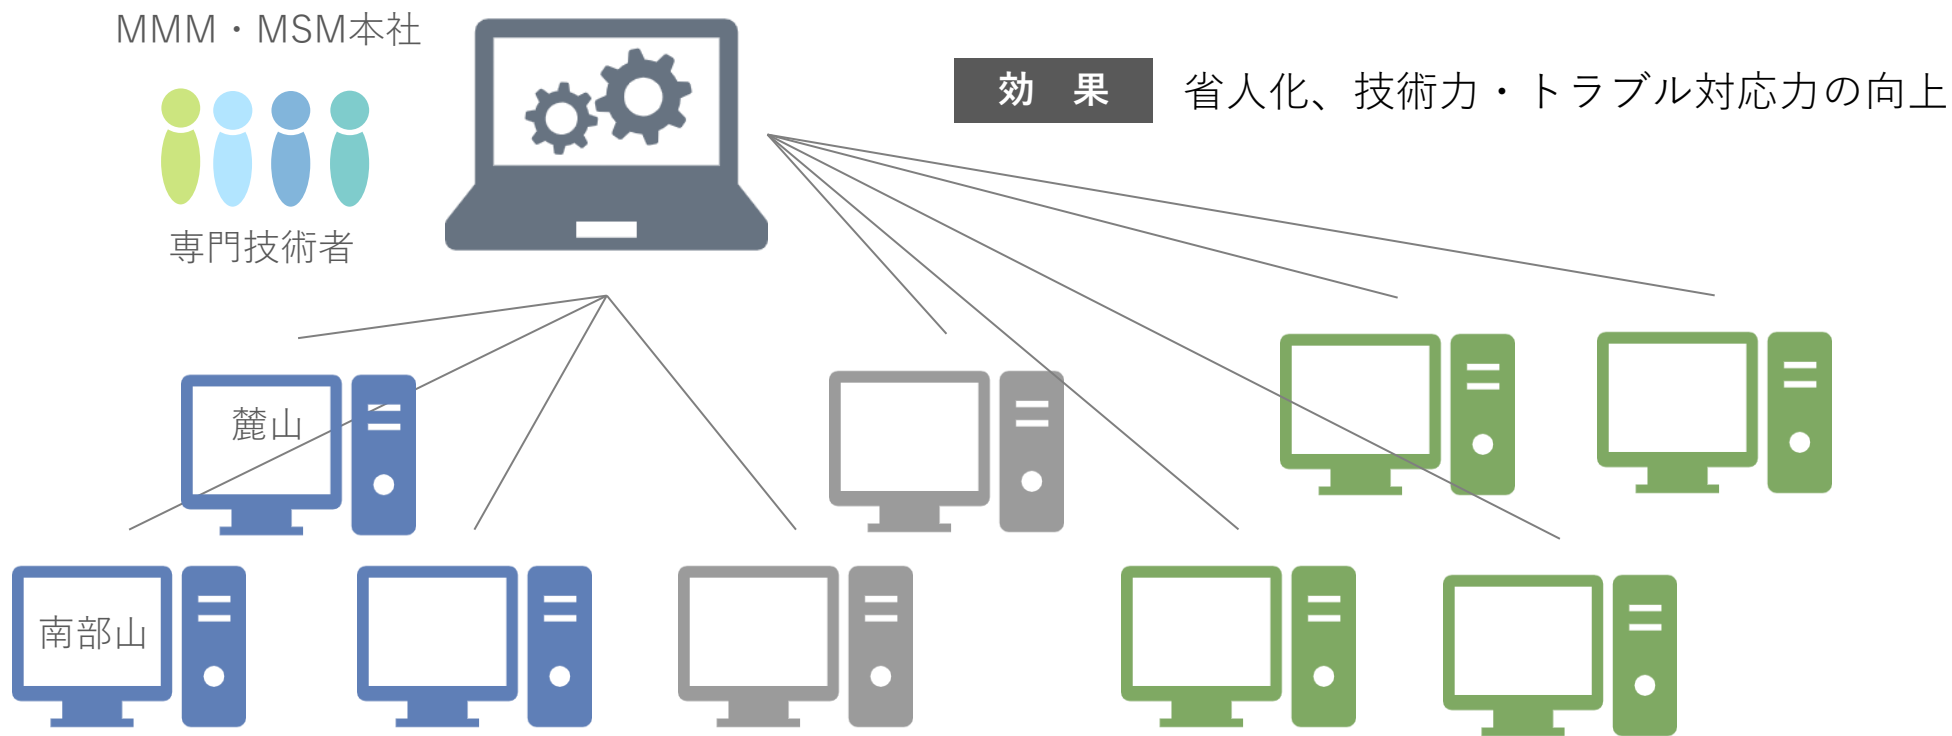 MMM・MSM本社
効　果
省人化、技術力・トラブル対応力の向上
専門技術者
麓山
南部山